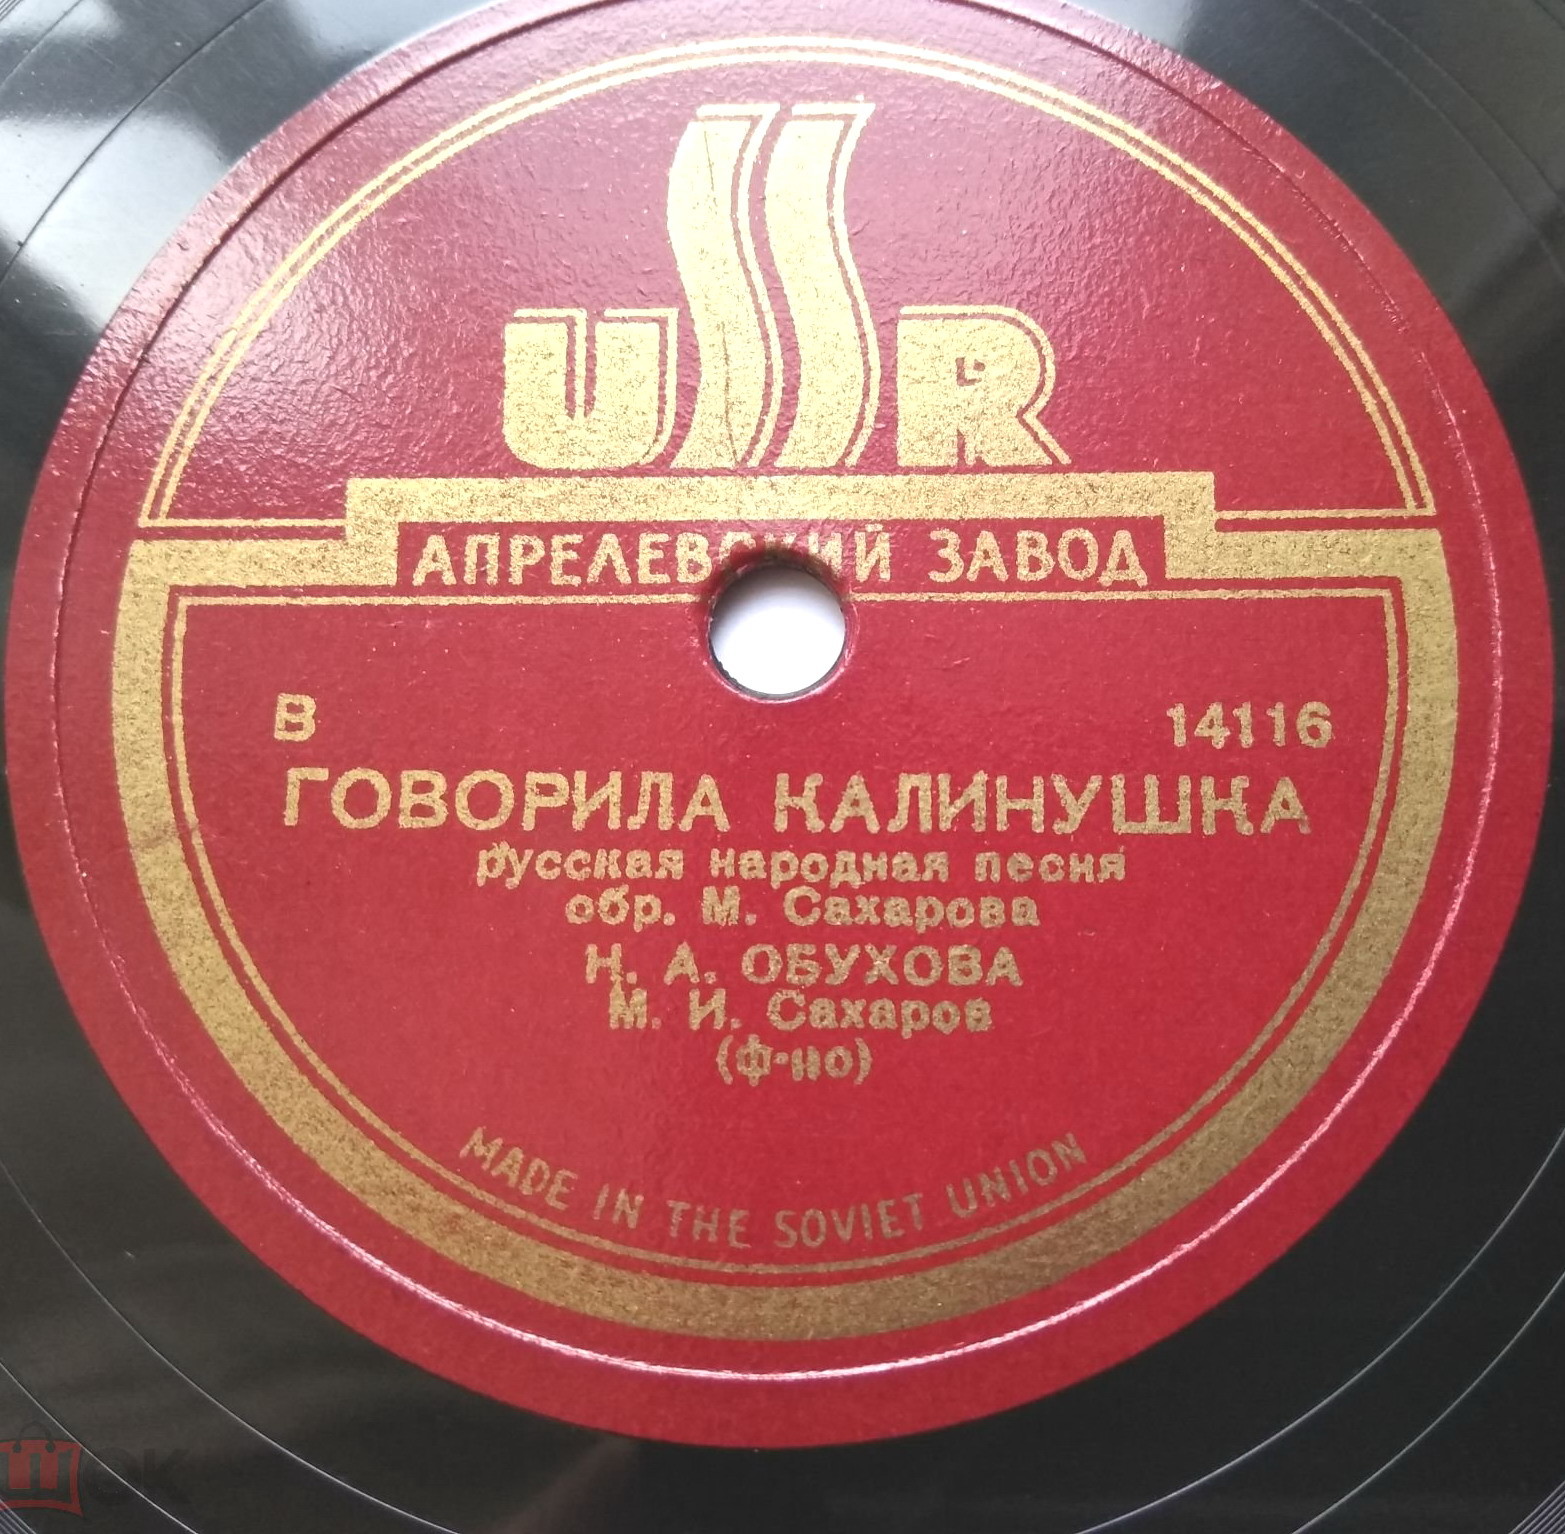 USSR
АПРЕЛЕВСКИЙ ЗАВОД
В 14116
ГОВОРИЛА КАЛИНУШКА
русская народная песня
обр. М. Сахарова
Н. А. ОБУХОВА
М. И. Сахаров
(ф-но)
MADE IN THE SOVIET UNION